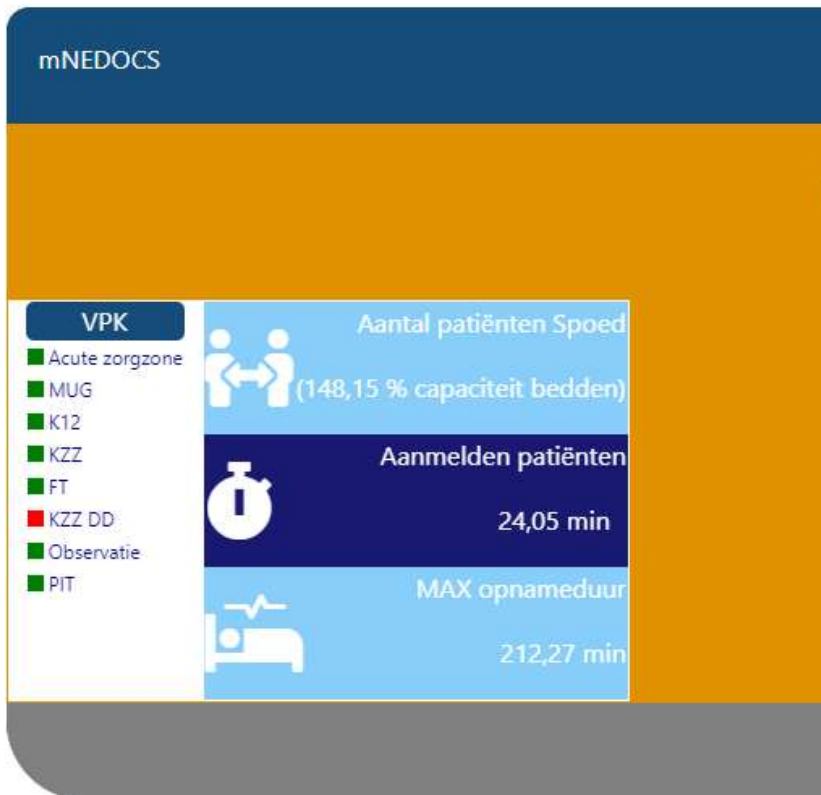 mNEDOCS
VPK
Acute zorgzone
MUG
K12
KZZ
FT
KZZ DD
Observatie
PIT
Aantal patiënten Spoed
(148,15 % capaciteit bedden)
Aanmelden patiënten
24,05 min
MAX opnameduur
212,27 min